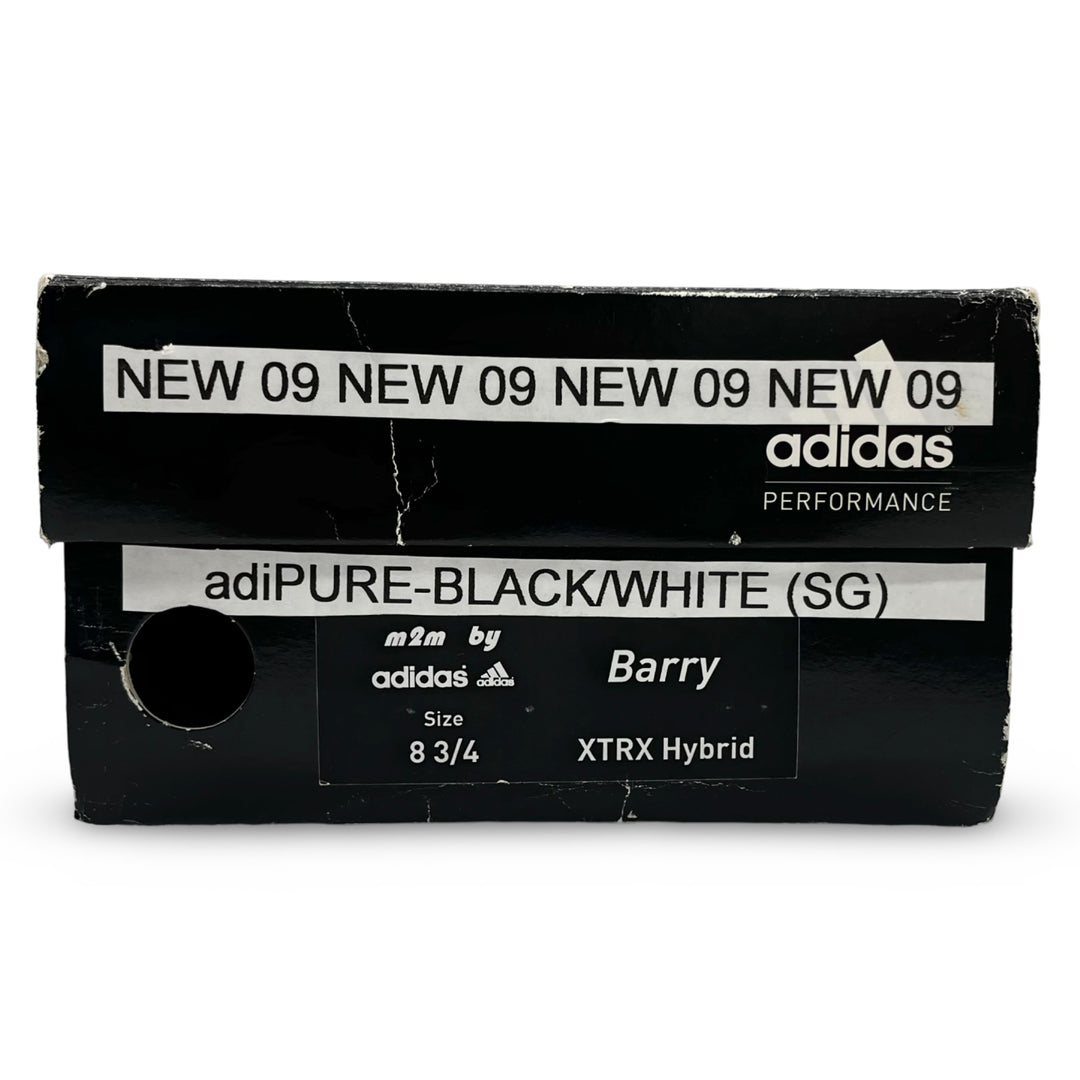 NEW 09 NEW 09 NEW 09 NEW 09
adidas®
PERFORMANCE
adiPURE-BLACK/WHITE (SG)
m2m by
adidas adidas
Barry
Size
8 3/4
XTRX Hybrid